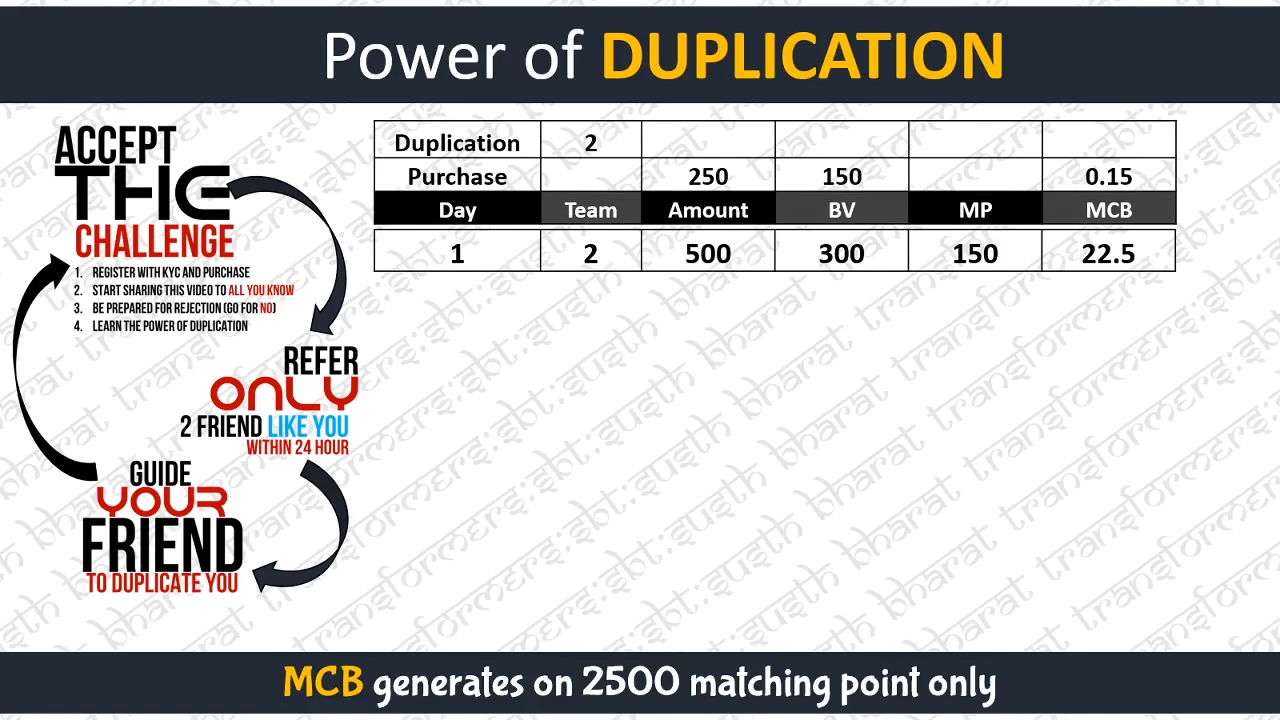 Power of DUPLICATION
ACCEPT
THE
CHALLENGE
1. REGISTER WITH KYC AND PURCHASE
2. START SHARING THIS VIDEO TO ALL YOU KNOW
3. BE PREPARED FOR REJECTION (GO FOR NO)
4. LEARN THE POWER OF DUPLICATION
REFER
ONLY
2 FRIEND LIKE YOU
WITHIN 24 HOUR
GUIDE
YOUR
FRIEND
TO DUPLICATE YOU
Duplication 2
Purchase 250 150 0.15
Day Team Amount BV MP MCB
1 2 500 300 150 22.5
MCB generates on 2500 matching point only